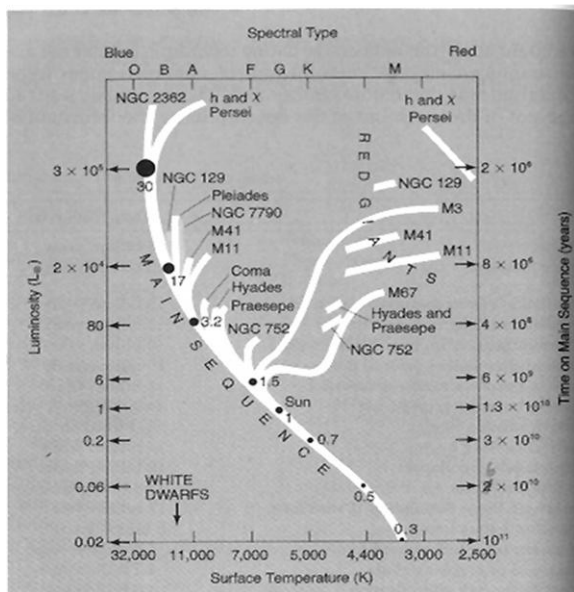 Spectral Type
Blue
Red
O B A F G K M
NGC 2362
h and χ
Persei
h and χ
Persei
RED GIANTS
3 × 10⁵
2 × 10⁶
30
NGC 129
NGC 129
Pleiades
M3
NGC 7790
M41
M41
M11
M11
2 × 10⁴
8 × 10⁶
17
Coma
Hyades
M67
Praesepe
Hyades and
Praesepe
80
3.2
4 × 10⁸
NGC 752
NGC 752
MAIN SEQUENCE
6
1.5
6 × 10⁹
Sun
1
1
1.3 × 10¹⁰
0.2
0.7
3 × 10¹⁰
WHITE
DWARFS
6
0.06
0.5
× 10¹⁰
0.3
0.02
10¹¹
32,000 11,000 7,000 5,000 4,400 3,000 2,500
Surface Temperature (K)
Luminosity (L⊙)
Time on Main Sequence (years)